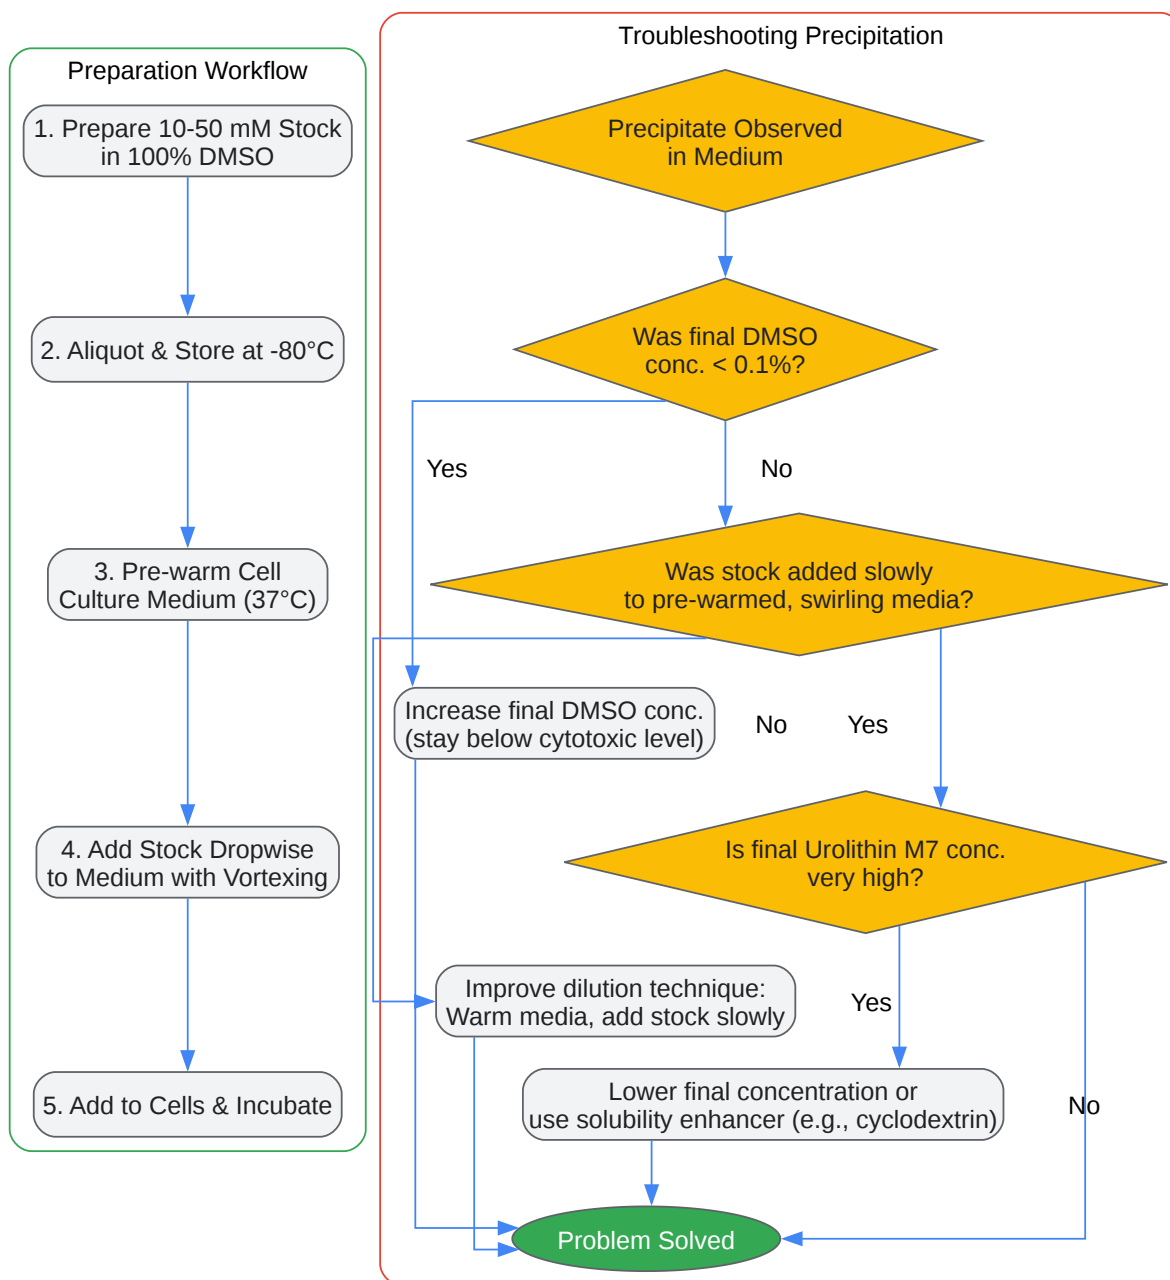 Preparation Workflow
1. Prepare 10-50 mM Stock
in 100% DMSO
2. Aliquot & Store at -80°C
3. Pre-warm Cell
Culture Medium (37°C)
4. Add Stock Dropwise
to Medium with Vortexing
5. Add to Cells & Incubate
Troubleshooting Precipitation
Precipitate Observed
in Medium
Was final DMSO
conc. < 0.1%?
Yes
No
Was stock added slowly
to pre-warmed, swirling media?
Increase final DMSO conc.
(stay below cytotoxic level)
No
Yes
Is final Urolithin M7 conc.
very high?
Improve dilution technique:
Warm media, add stock slowly
Yes
Lower final concentration or
use solubility enhancer (e.g., cyclodextrin)
No
Problem Solved